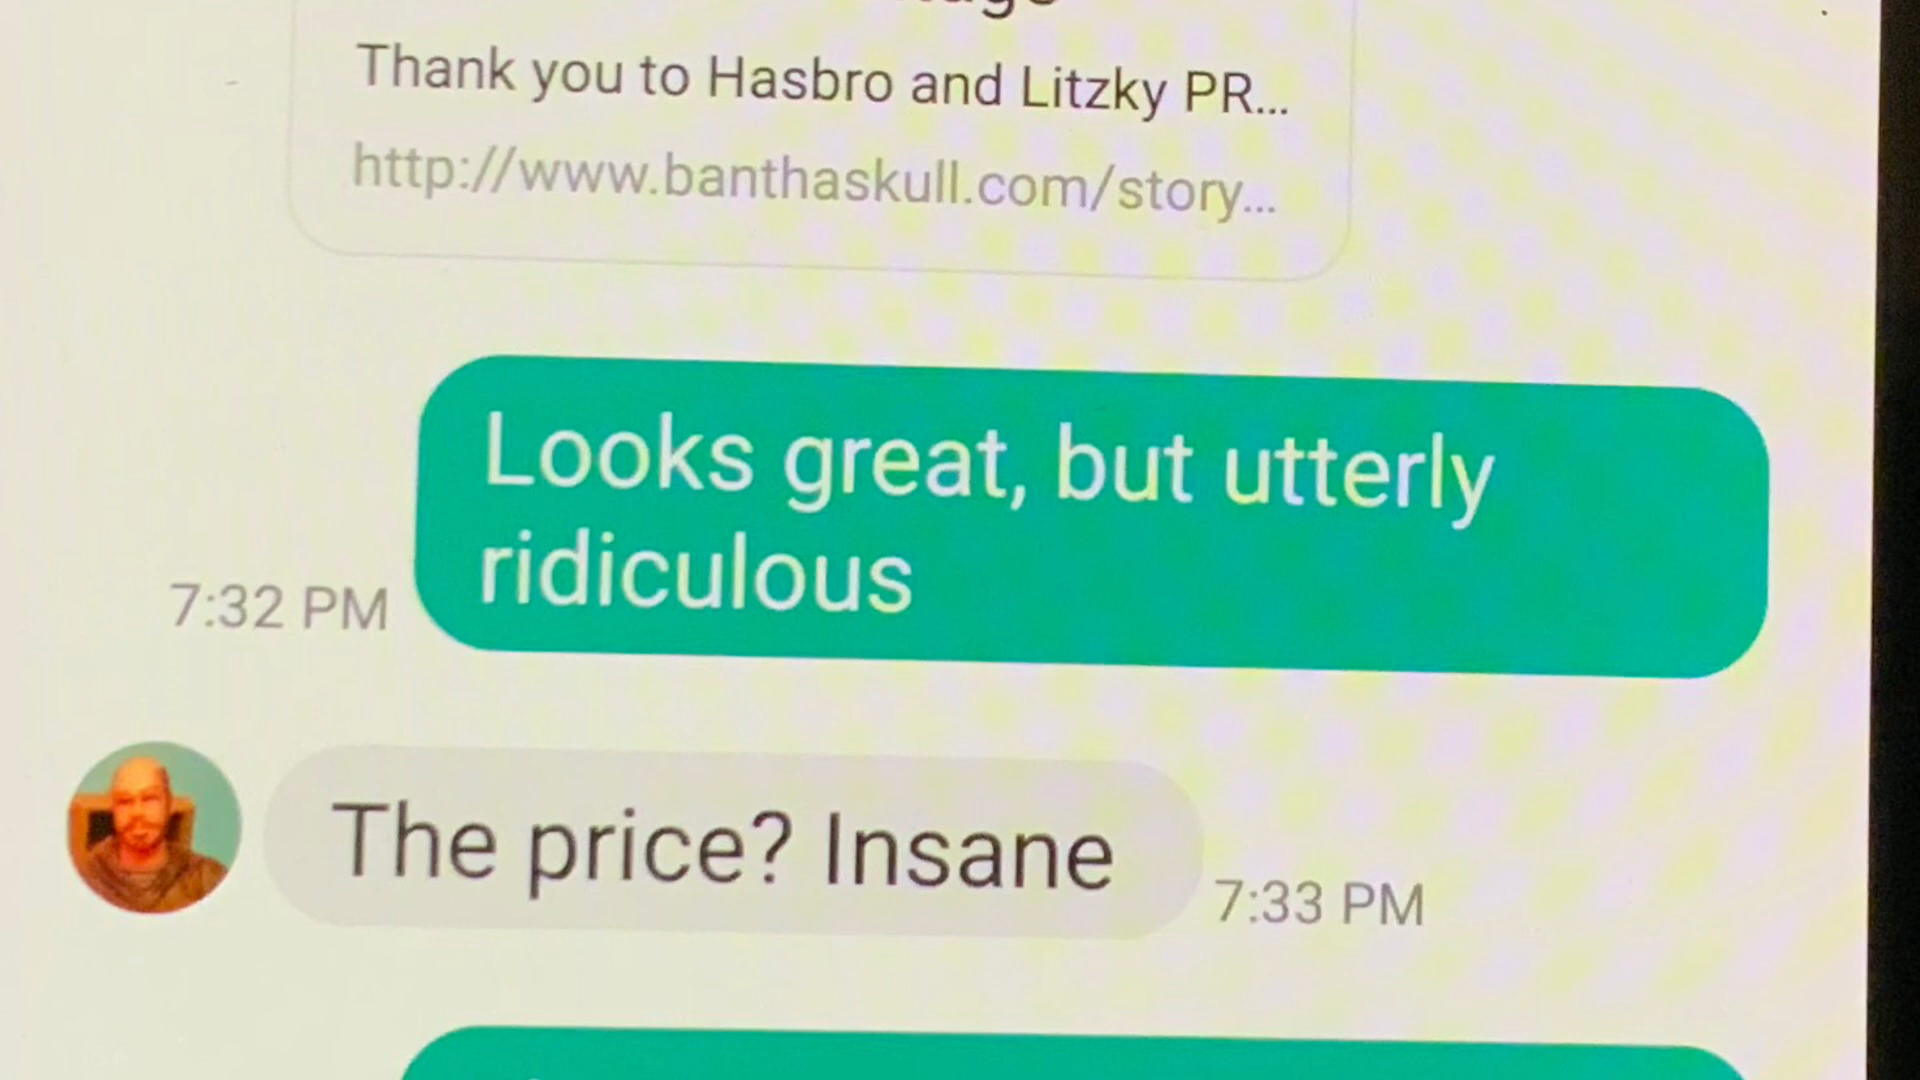 Thank you to Hasbro and Litzky PR...
http://www.banthaskull.com/story...
Looks great, but utterly
ridiculous
7:32 PM
The price? Insane
7:33 PM